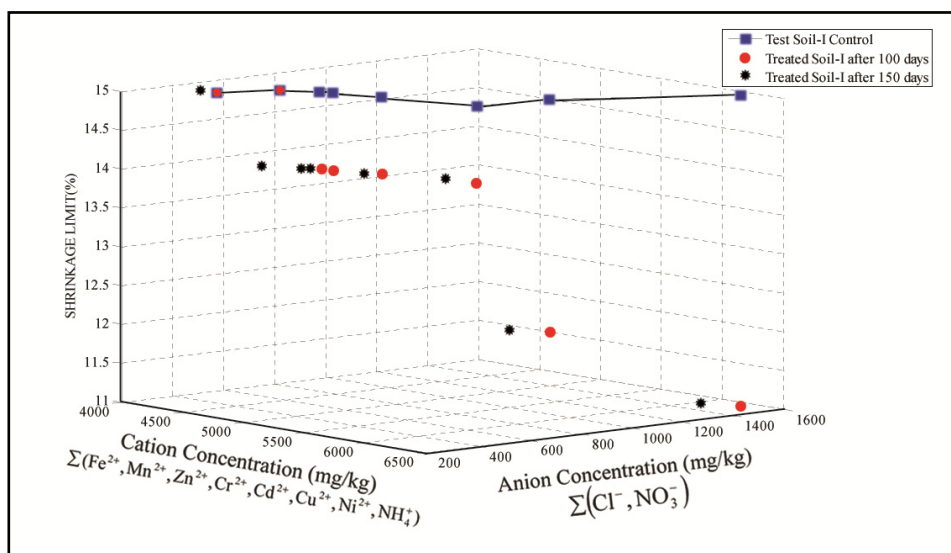 Test Soil-I Control
Treated Soil-I after 100 days
Treated Soil-I after 150 days
SHRINKAGE LIMIT(%)
15
14.5
14
13.5
13
12.5
12
11.5
11
4000
4500
5000
5500
6000
6500
200
400
600
800
1000
1200
1400
1600
Cation Concentration (mg/kg)
∑(Fe²⁺,Mn²⁺,Zn²⁺,Cr²⁺,Cd²⁺,Cu²⁺,Ni²⁺,NH₄⁺)
Anion Concentration (mg/kg)
∑(Cl⁻,NO₃⁻)